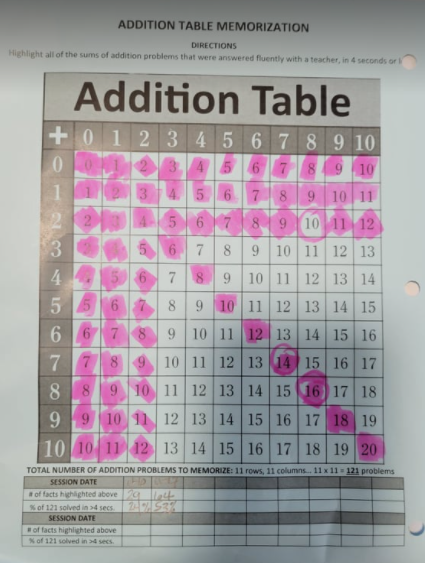 ADDITION TABLE MEMORIZATION
DIRECTIONS
Highlight all of the sums of addition problems that were answered fluently with a teacher, in 4 seconds or
Addition Table
+ 0 1 2 3 4 5 6 7 8 9 10
0 0 1 2 3 4 5 6 7 8 9 10
1 1 2 3 4 5 6 7 8 9 10 11
2 2 3 4 5 6 7 8 9 10 11 12
3 3 4 5 6 7 8 9 10 11 12 13
4 4 5 6 7 8 9 10 11 12 13 14
5 5 6 7 8 9 10 11 12 13 14 15
6 6 7 8 9 10 11 12 13 14 15 16
7 7 8 9 10 11 12 13 14 15 16 17
8 8 9 10 11 12 13 14 15 16 17 18
9 9 10 11 12 13 14 15 16 17 18 19
10 10 11 12 13 14 15 16 17 18 19 20
TOTAL NUMBER OF ADDITION PROBLEMS TO MEMORIZE: 11 rows, 11 columns... 11 x 11 = 121 problems
SESSION DATE
# of facts highlighted above 29 64
% of 121 solved in >4 secs. 24% 53%
SESSION DATE
# of facts highlighted above
% of 121 solved in >4 secs.